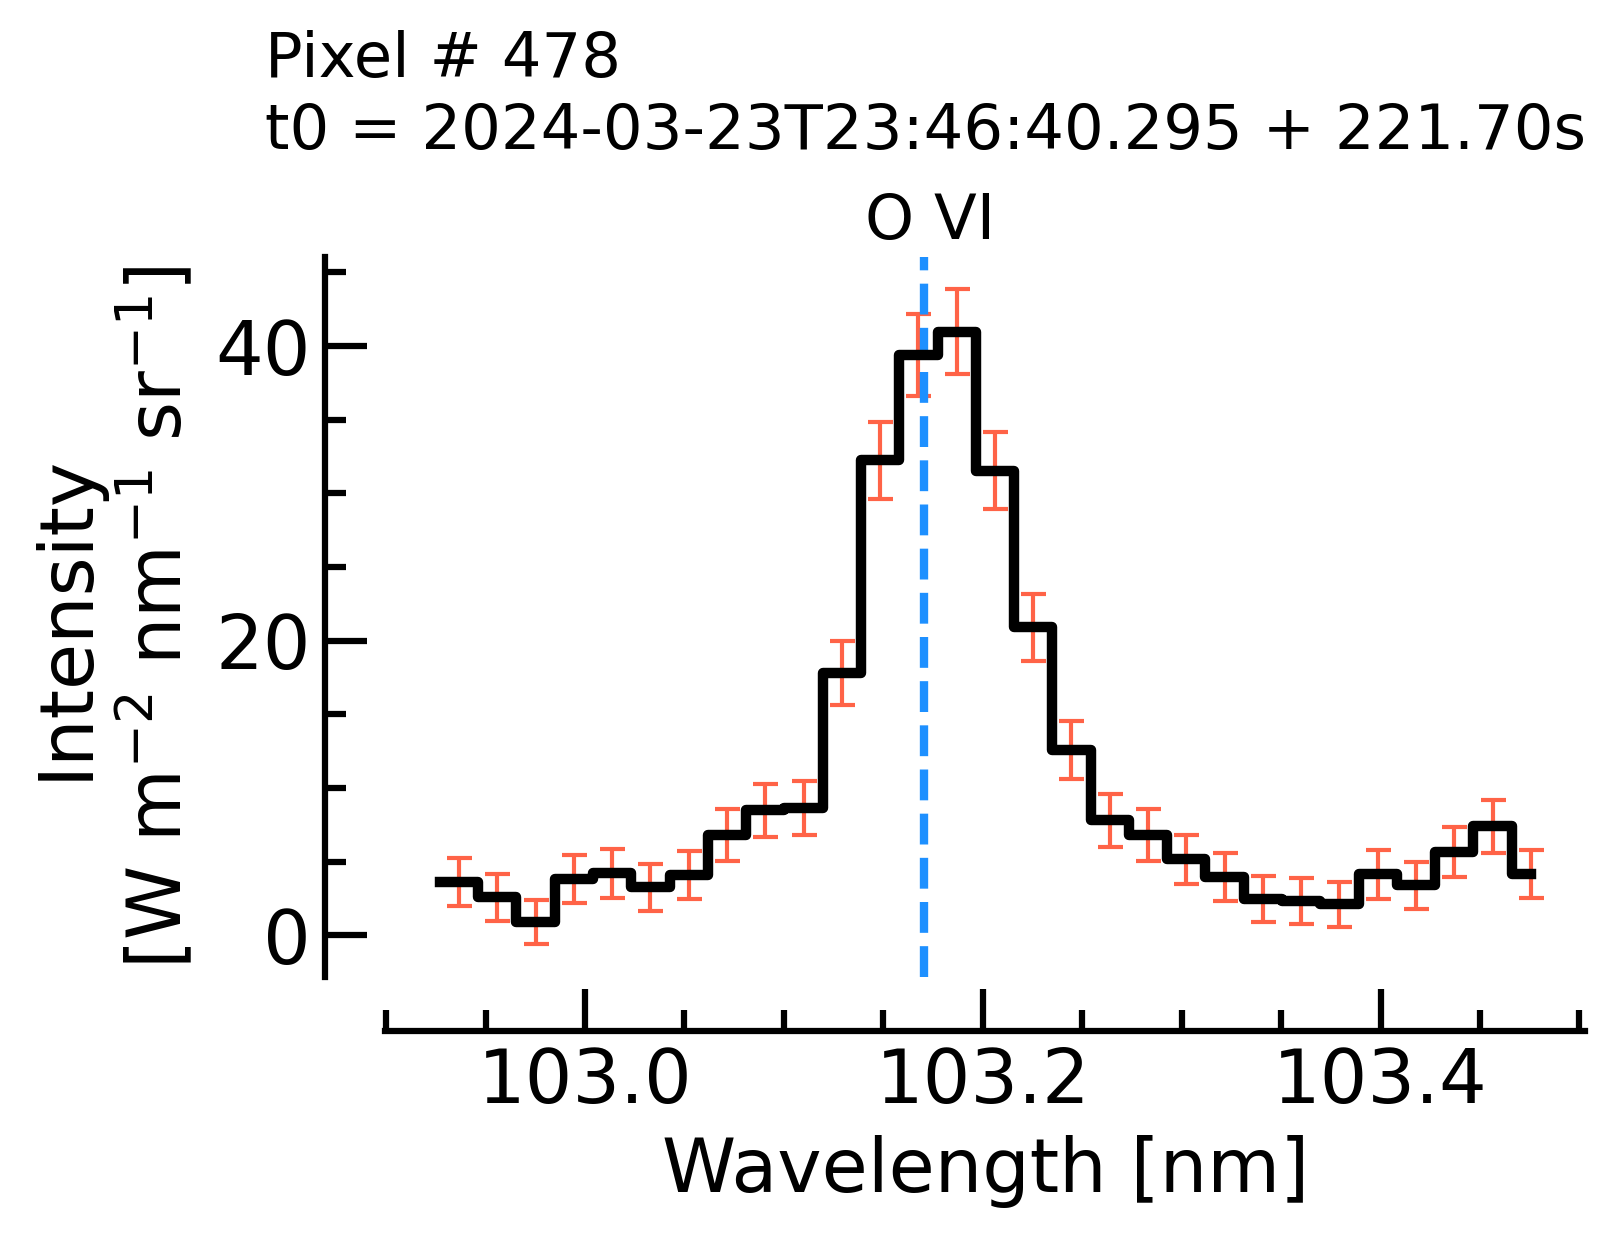 Pixel # 478
t0 = 2024-03-23T23:46:40.295 + 221.70s
O VI
Intensity
[W m⁻² nm⁻¹ sr⁻¹]
40
20
0
103.0
103.2
103.4
Wavelength [nm]